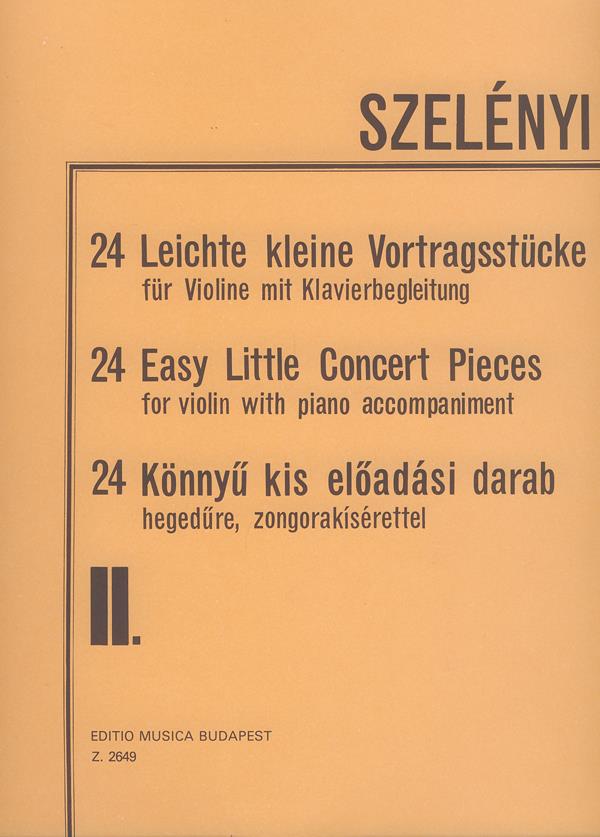 SZELÉNYI
24 Leichte kleine Vortragsstücke
für Violine mit Klavierbegleitung
24 Easy Little Concert Pieces
for violin with piano accompaniment
24 Könnyű kis előadási darab
hegedűre, zongorakísérettel
II.
EDITIO MUSICA BUDAPEST
Z. 2649